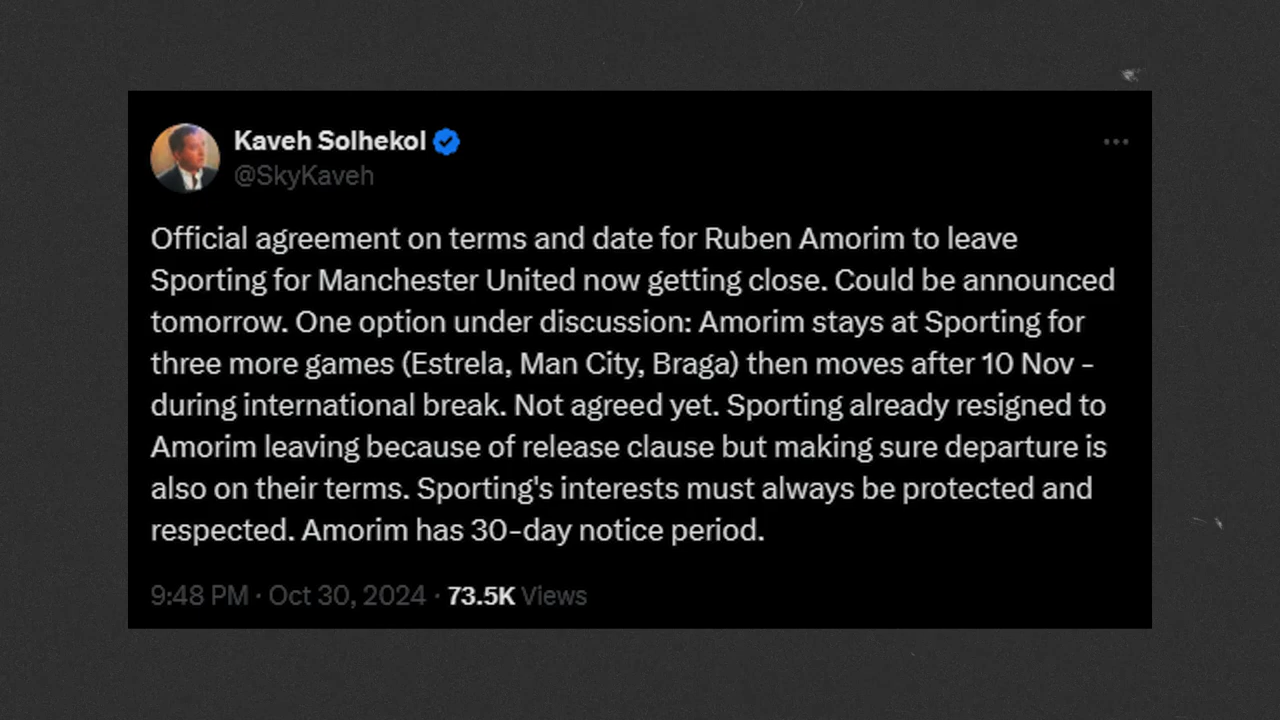 Kaveh Solhekol
@SkyKaveh
Official agreement on terms and date for Ruben Amorim to leave
Sporting for Manchester United now getting close. Could be announced
tomorrow. One option under discussion: Amorim stays at Sporting for
three more games (Estrela, Man City, Braga) then moves after 10 Nov –
during international break. Not agreed yet. Sporting already resigned to
Amorim leaving because of release clause but making sure departure is
also on their terms. Sporting's interests must always be protected and
respected. Amorim has 30-day notice period.
9:48 PM · Oct 30, 2024 · 73.5K Views